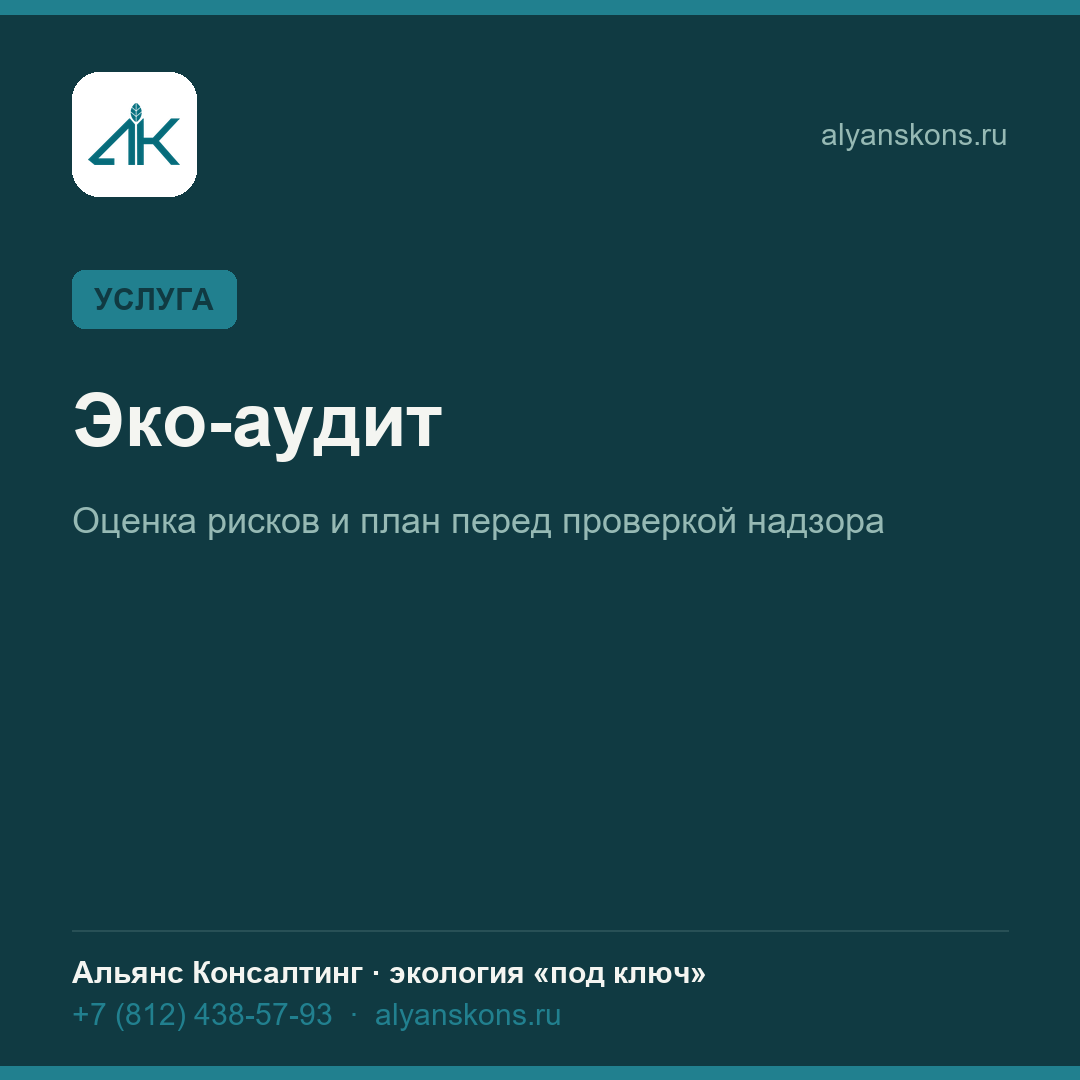 АК
alyanskons.ru
УСЛУГА
Эко-аудит
Оценка рисков и план перед проверкой надзора
Альянс Консалтинг · экология «под ключ»
+7 (812) 438-57-93 · alyanskons.ru